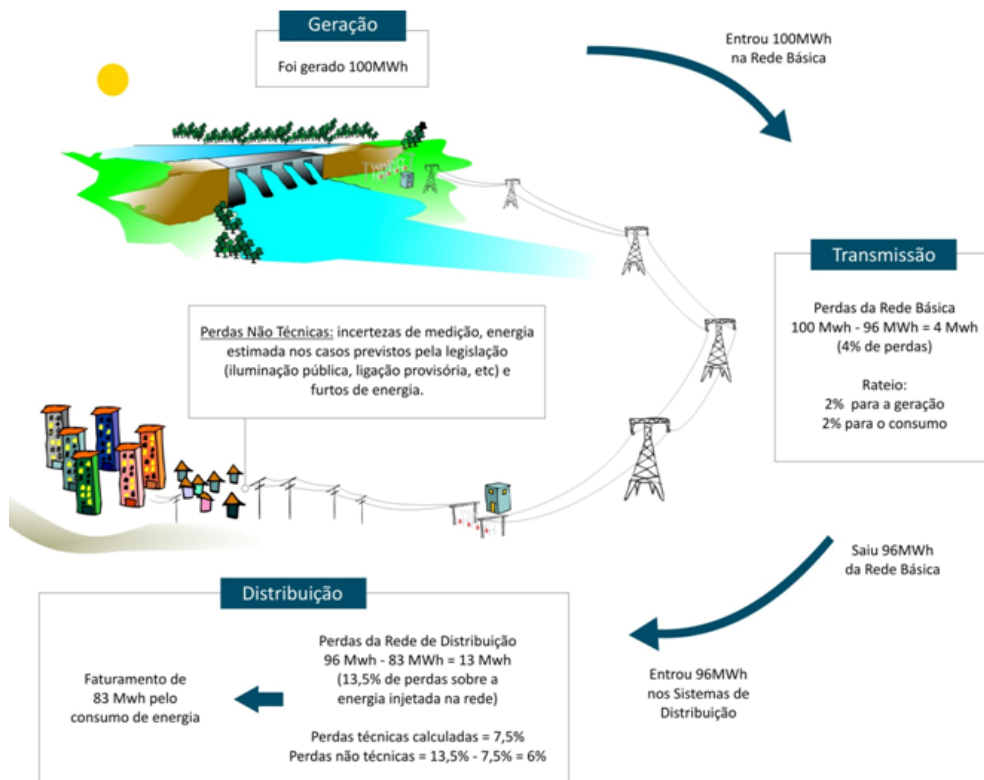 Geração
Foi gerado 100MWh
Entrou 100MWh
na Rede Básica
Transmissão
Perdas da Rede Básica
100 Mwh - 96 MWh = 4 Mwh
(4% de perdas)
Rateio:
2% para a geração
2% para o consumo
Perdas Não Técnicas: incertezas de medição, energia
estimada nos casos previstos pela legislação
(iluminação pública, ligação provisória, etc) e
furtos de energia.
Saiu 96MWh
da Rede Básica
Entrou 96MWh
nos Sistemas de
Distribuição
Distribuição
Perdas da Rede de Distribuição
96 Mwh - 83 MWh = 13 Mwh
(13,5% de perdas sobre a
energia injetada na rede)
Perdas técnicas calculadas = 7,5%
Perdas não técnicas = 13,5% - 7,5% = 6%
Faturamento de
83 Mwh pelo
consumo de energia